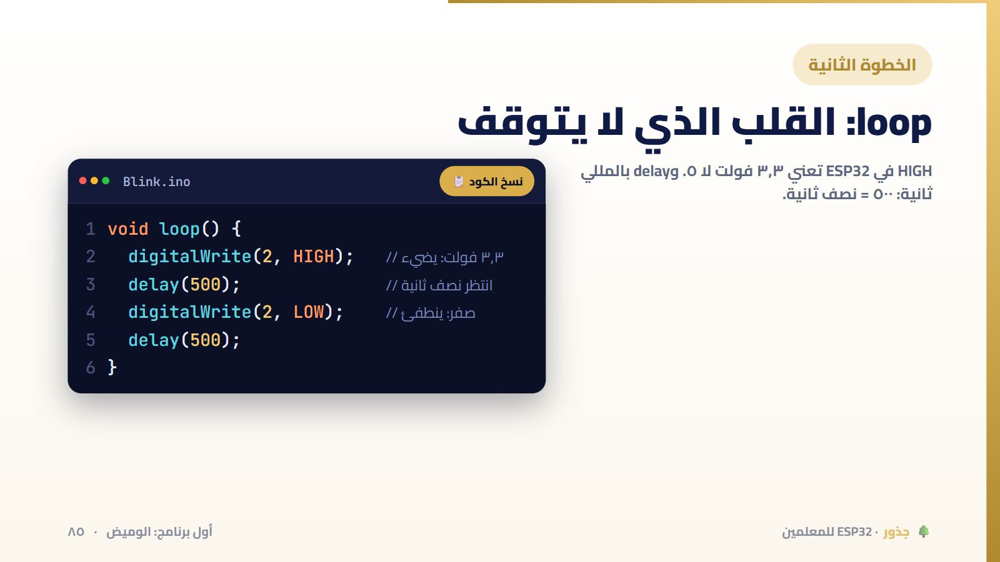 الخطوة الثانية
loop: القلب الذي لا يتوقف
HIGH في ESP32 تعني ٣,٣ فولت لا ٥. وdelay بالمللي
ثانية: ٥٠٠ = نصف ثانية.
Blink.ino
نسخ الكود
1 void loop() {
2 digitalWrite(2, HIGH); // ٣,٣ فولت: يضيء
3 delay(500); // انتظر نصف ثانية
4 digitalWrite(2, LOW); // صفر: ينطفئ
5 delay(500);
6 }
جذور · ESP32 للمعلمين
أول برنامج: الوميض · ٨٥